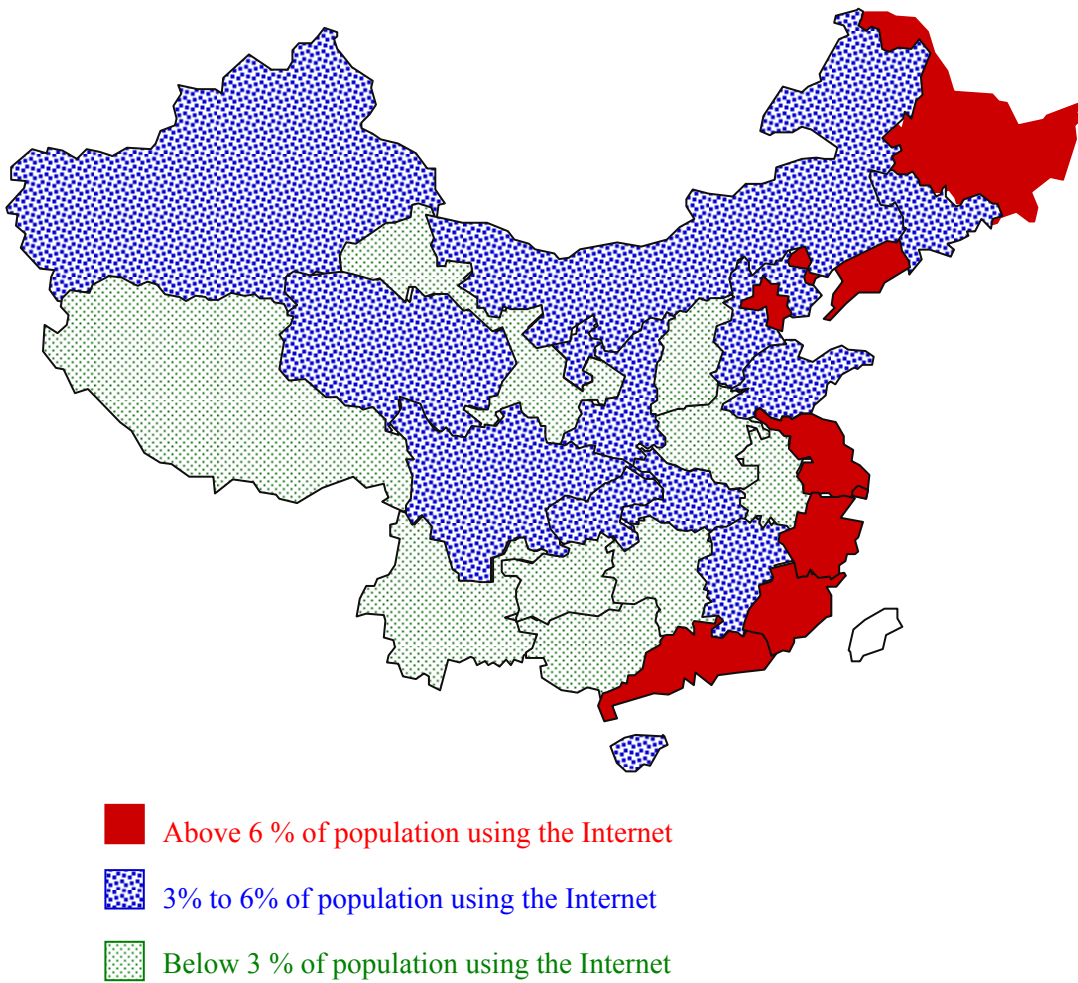 Above 6 % of population using the Internet
3% to 6% of population using the Internet
Below 3 % of population using the Internet